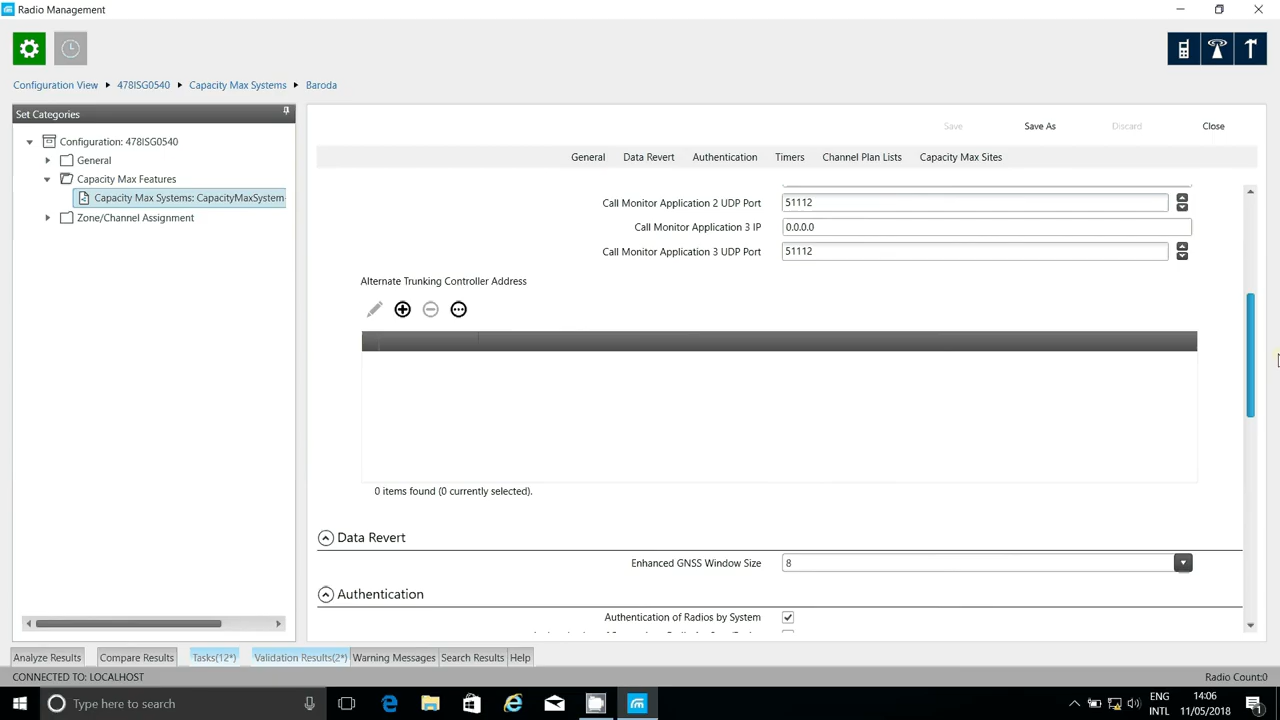 Radio Management
Configuration View 478ISG0540 Capacity Max Systems Baroda
Set Categories
Configuration: 478ISG0540
General
Capacity Max Features
Capacity Max Systems: CapacityMaxSystem-
Zone/Channel Assignment
Save Save As Discard Close
General Data Revert Authentication Timers Channel Plan Lists Capacity Max Sites
Call Monitor Application 2 UDP Port 51112
Call Monitor Application 3 IP 0.0.0.0
Call Monitor Application 3 UDP Port 51112
Alternate Trunking Controller Address
0 items found (0 currently selected).
Data Revert
Enhanced GNSS Window Size 8
Authentication
Authentication of Radios by System
Analyze Results Compare Results Tasks(12*) Validation Results(2*) Warning Messages Search Results Help
CONNECTED TO: LOCALHOST Radio Count:0
Type here to search
ENG 14:06
INTL 11/05/2018 1